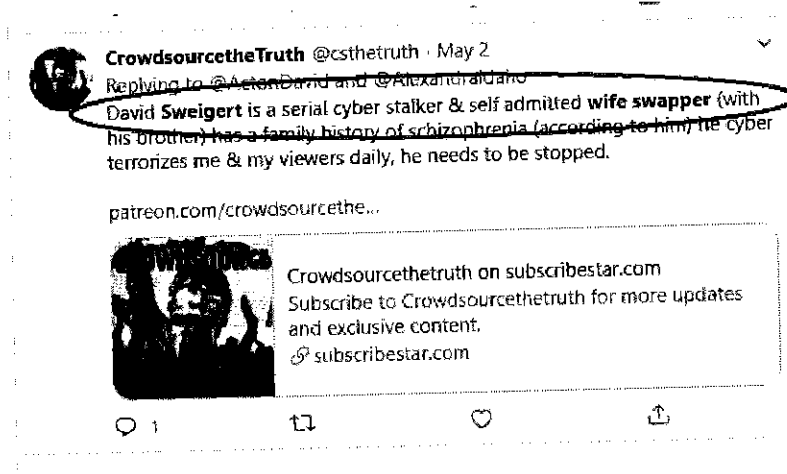 CrowdsourcetheTruth @csthetruth · May 2
Replying to @ActonDavid and @AlexandraIdaho
David Sweigert is a serial cyber stalker & self admitted wife swapper (with
his brother) has a family history of schizophrenia (according to him) he cyber
terrorizes me & my viewers daily, he needs to be stopped.
patreon.com/crowdsourcethe...
Crowdsourcethetruth on subscribestar.com
Subscribe to Crowdsourcethetruth for more updates
and exclusive content.
subscribestar.com
1